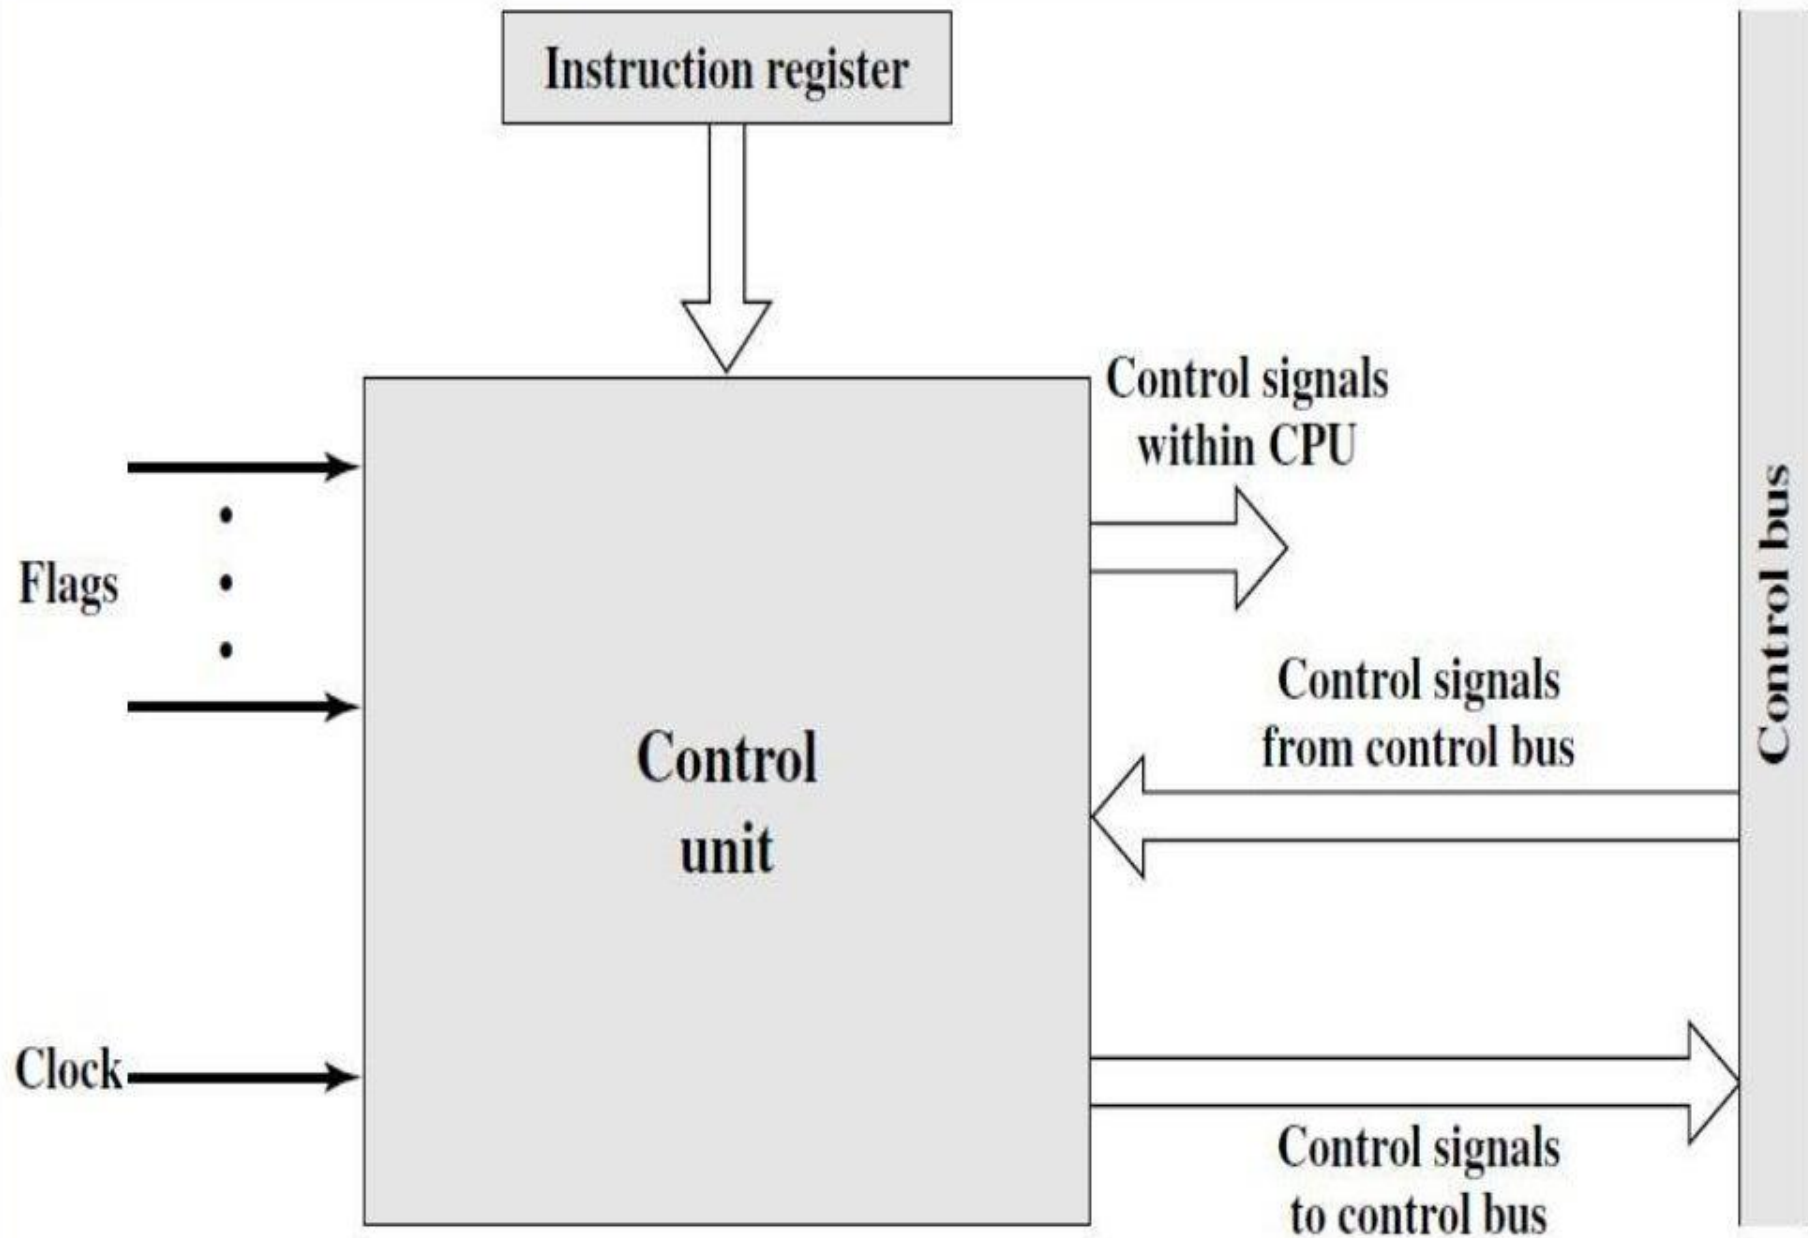 Instruction register
Control signals
within CPU
Flags
Control signals
from control bus
Control
unit
Clock
Control signals
to control bus
Control bus